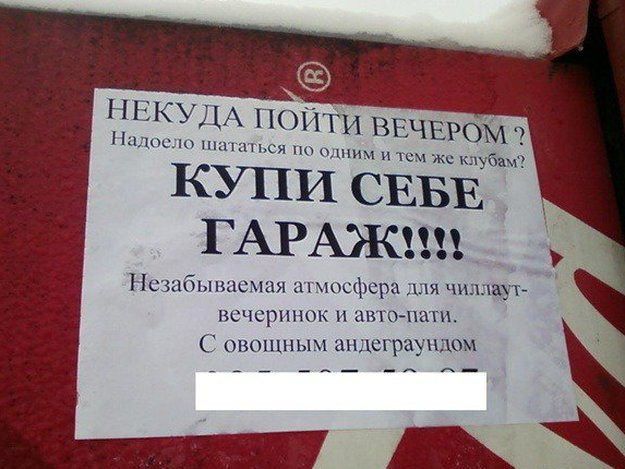 ®
НЕКУДА ПОЙТИ ВЕЧЕРОМ ?
Надоело шататься по одним и тем же клубам?
КУПИ СЕБЕ
ГАРАЖ!!!!
Незабываемая атмосфера для чиллаут-
вечеринок и авто-пати.
С овощным андеграундом